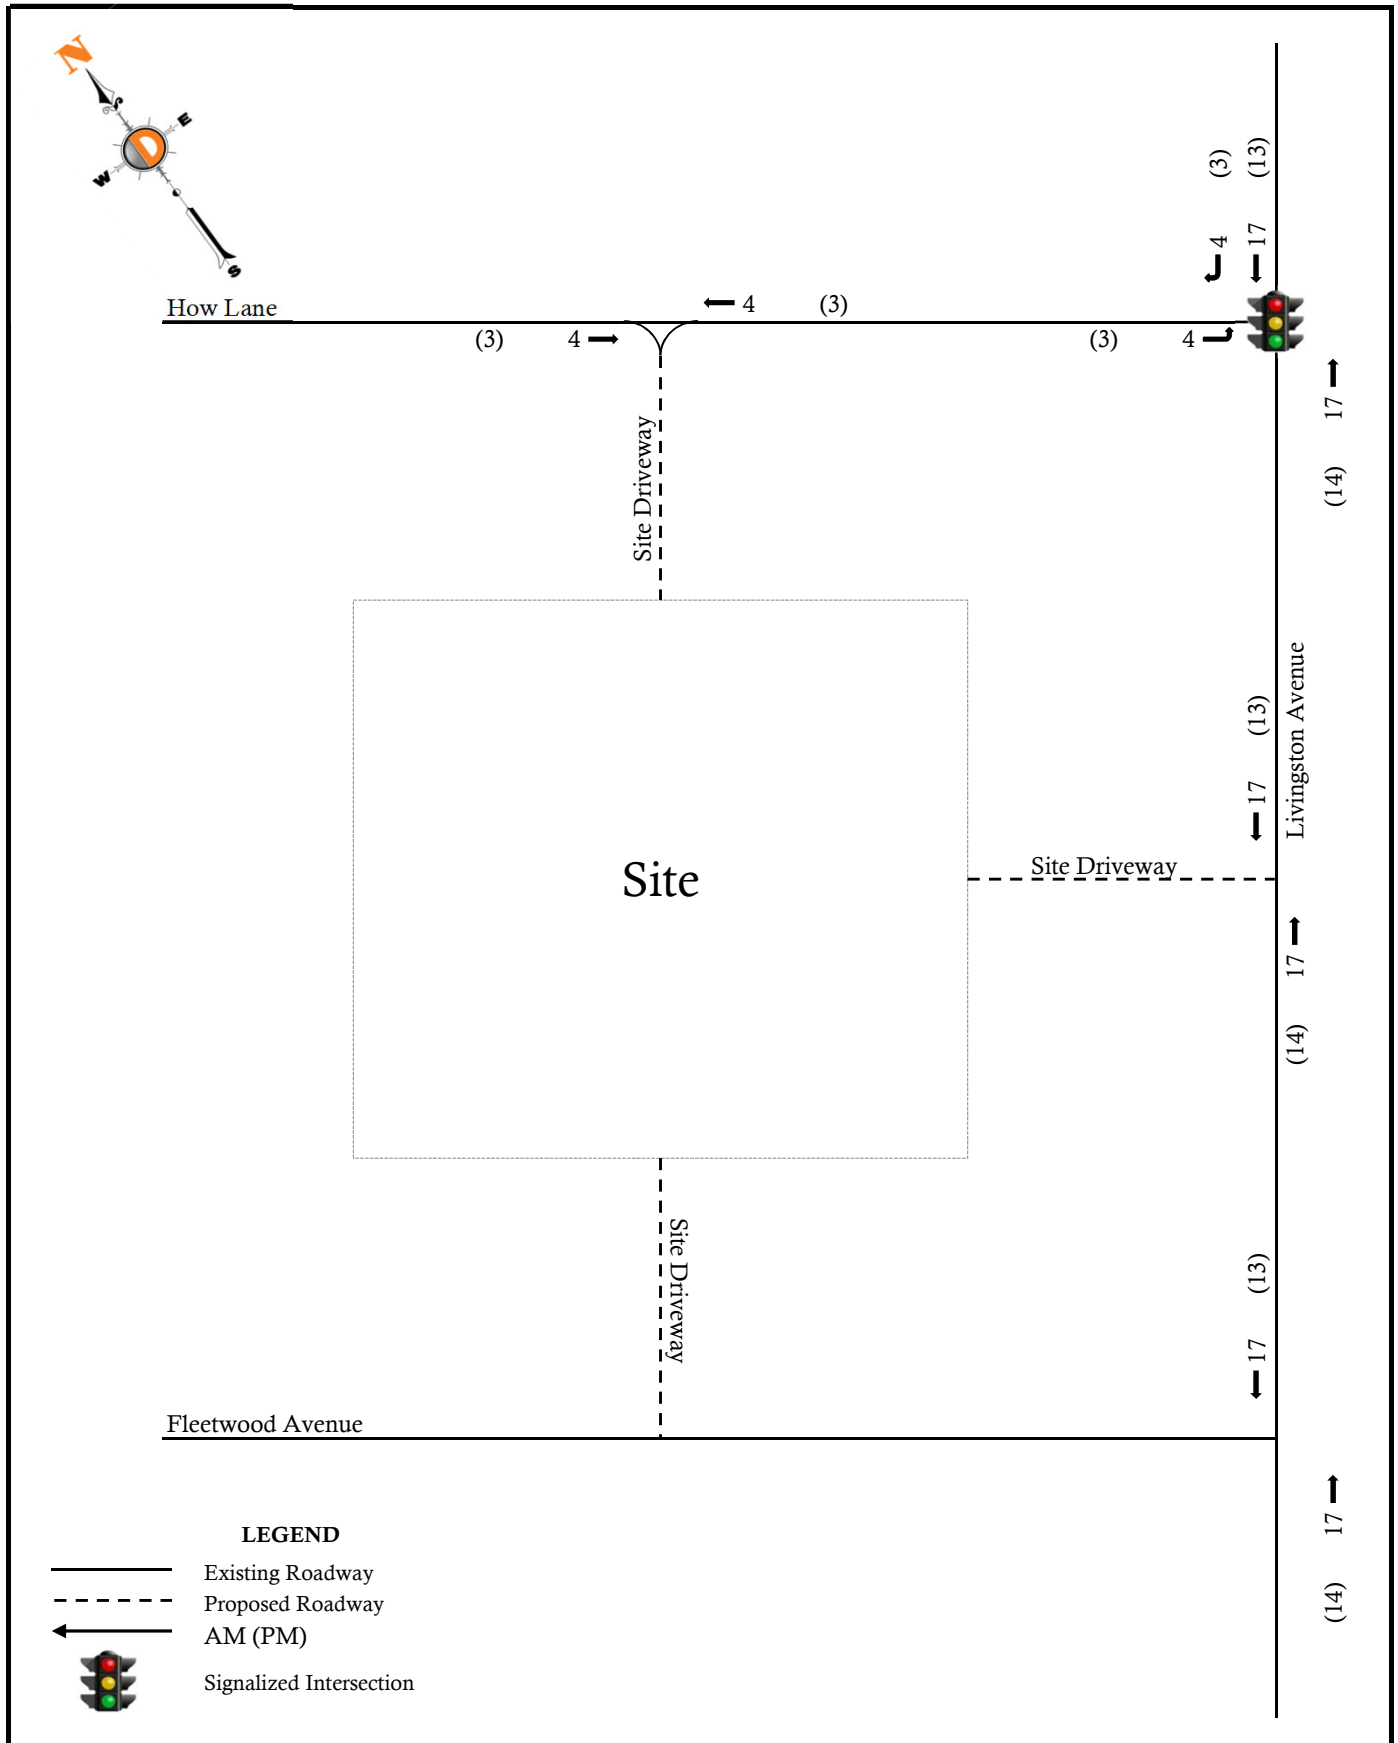 N
E
W
D
S
(3) (13)
4 17
How Lane
4 (3)
(3) 4
(3) 4
17
(14)
Site Driveway
(13)
17
Livingston Avenue
Site
Site Driveway
17
(14)
Site Driveway
(13)
17
Fleetwood Avenue
17
(14)
LEGEND
Existing Roadway
Proposed Roadway
AM (PM)
Signalized Intersection